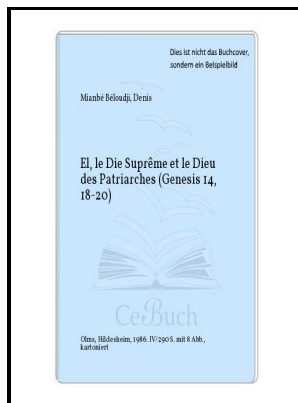 Dies ist nicht das Buchcover,
sondern ein Beispielbild
Mianbé Béloudji, Denis
El, le Die Suprême et le Dieu
des Patriarches (Genesis 14,
18-20)
CeBuch
Olms, Hildesheim, 1986. IV/290 S. mit 8 Abb.,
kartoniert